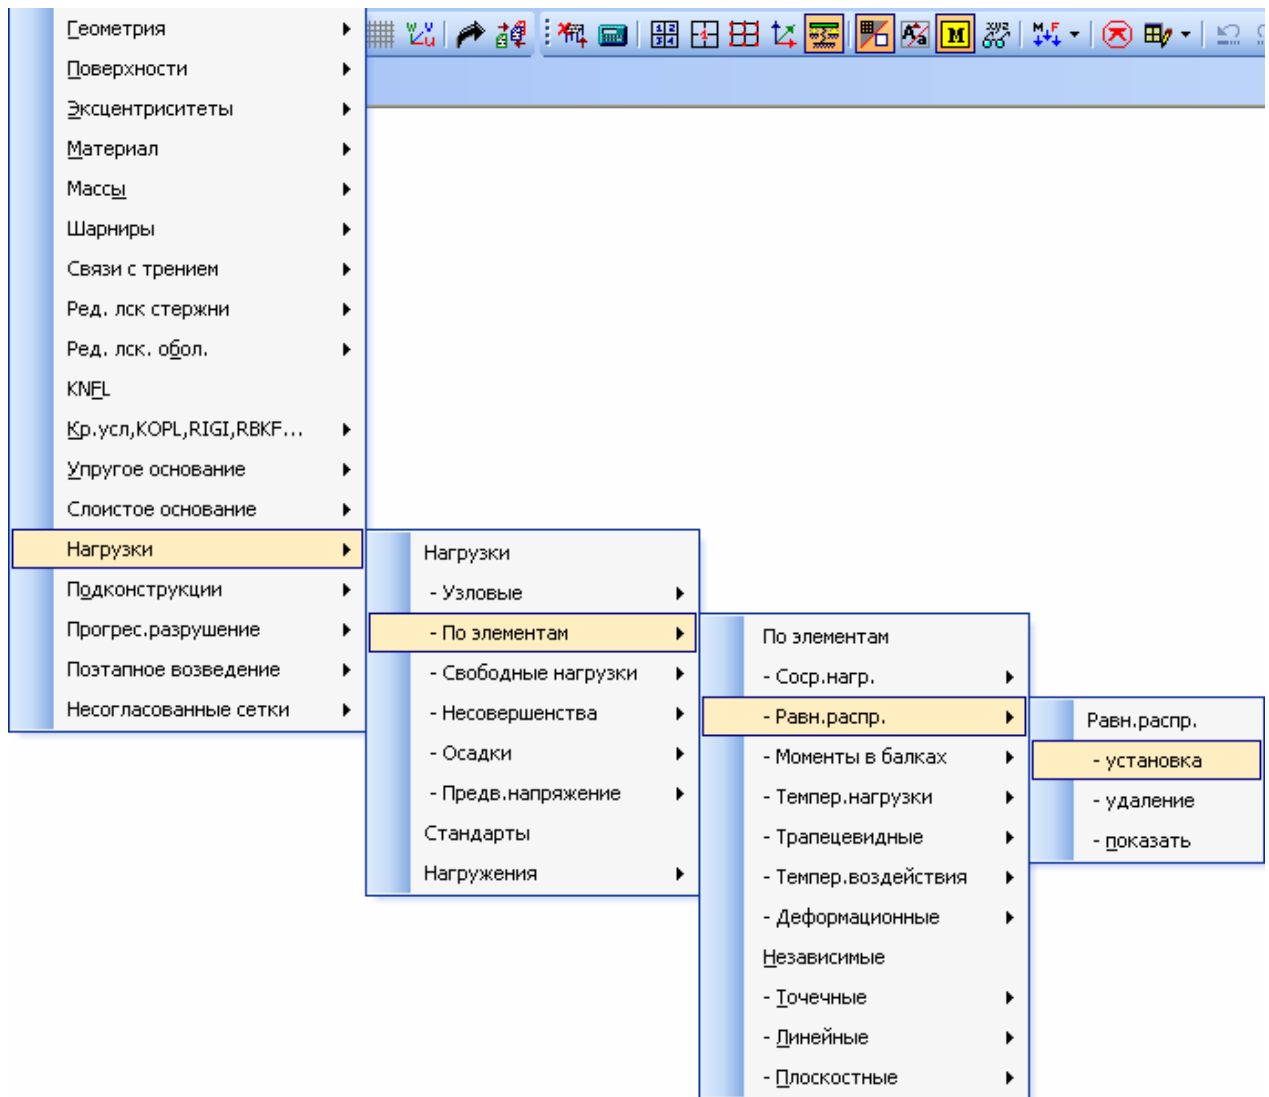 Геометрия
Поверхности
Эксцентриситеты
Материал
Массы
Шарниры
Связи с трением
Ред. лск стержни
Ред. лск. обол.
KNFL
Кр.усл,KOPL,RIGI,RBKF...
Упругое основание
Слоистое основание
Нагрузки
Подконструкции
Прогрес.разрушение
Поэтапное возведение
Несогласованные сетки
Нагрузки
- Узловые
- По элементам
- Свободные нагрузки
- Несовершенства
- Осадки
- Предв.напряжение
Стандарты
Нагружения
По элементам
- Соср.нагр.
- Равн.распр.
- Моменты в балках
- Темпер.нагрузки
- Трапецевидные
- Темпер.воздействия
- Деформационные
Независимые
- Точечные
- Линейные
- Плоскостные
Равн.распр.
- установка
- удаление
- показать